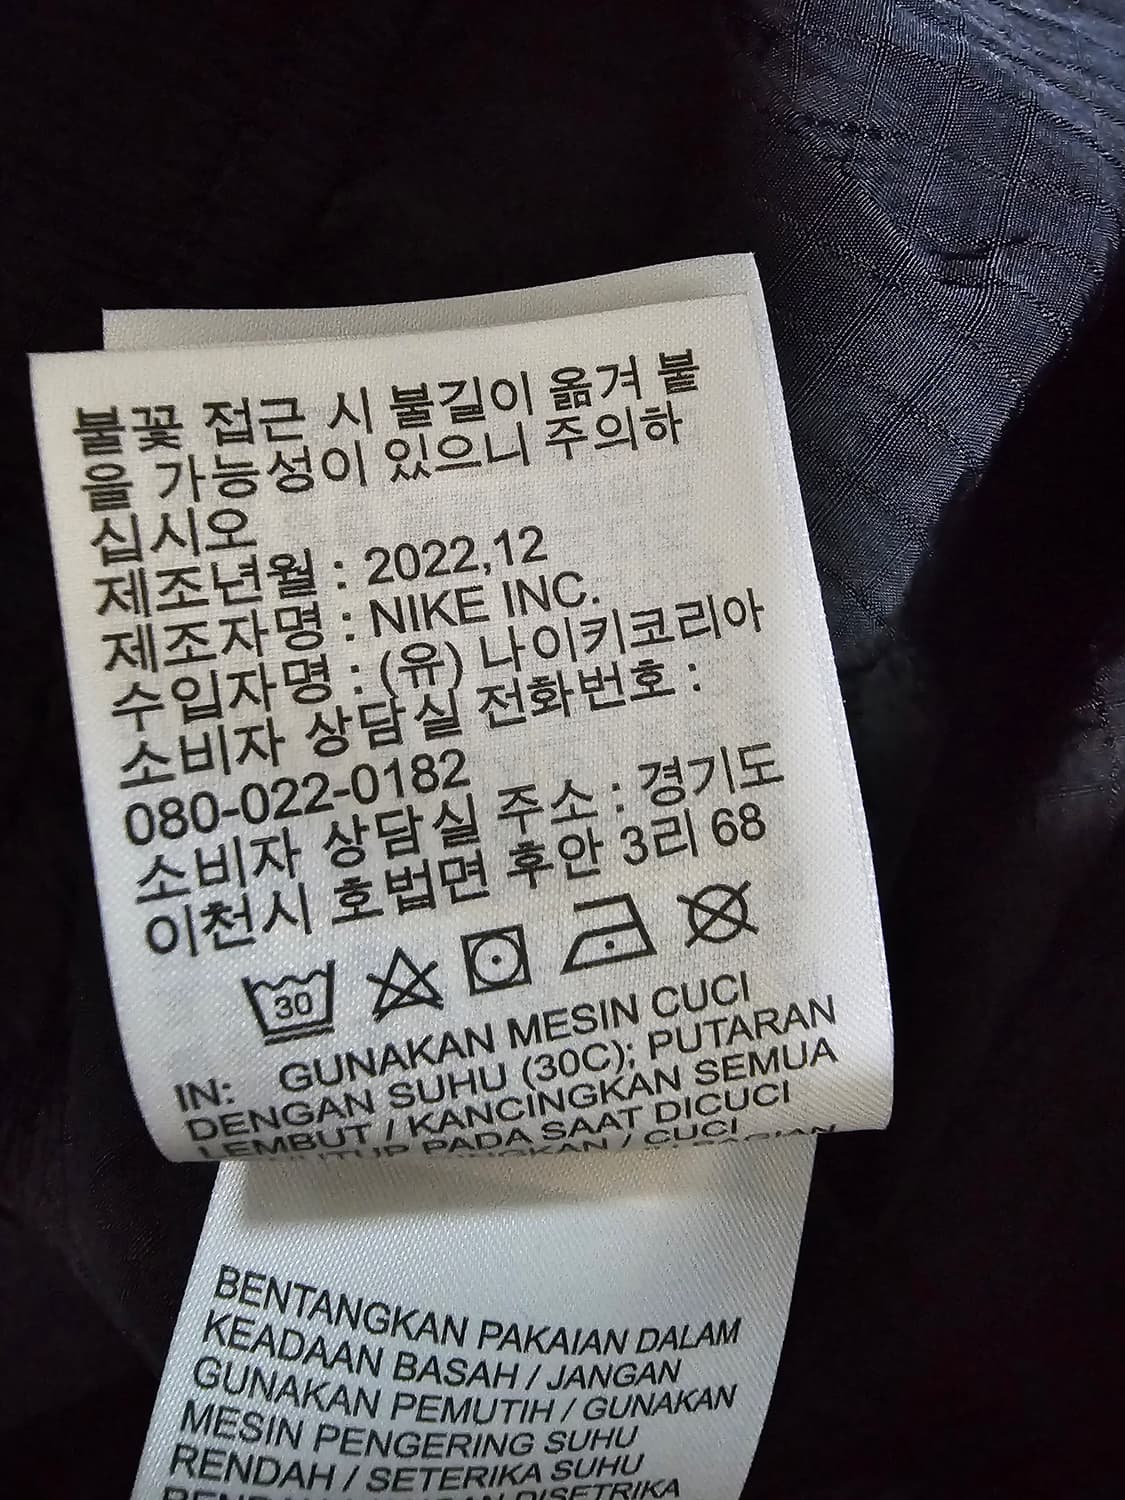 불꽃 접근 시 불길이 옮겨 붙
을 가능성이 있으니 주의하
십시오
제조년월 : 2022,12
제조자명 : NIKE INC.
수입자명 : (유) 나이키코리아
소비자 상담실 전화번호 :
080-022-0182
소비자 상담실 주소 : 경기도
이천시 호법면 후안 3리 68
30
IN: GUNAKAN MESIN CUCI
DENGAN SUHU (30C); PUTARAN
LEMBUT / KANCINGKAN SEMUA
PADA SAAT DICUCI
/ CUCI
BENTANGKAN PAKAIAN DALAM
KEADAAN BASAH / JANGAN
GUNAKAN PEMUTIH / GUNAKAN
MESIN PENGERING SUHU
RENDAH / SETERIKA SUHU
DISETRIKA